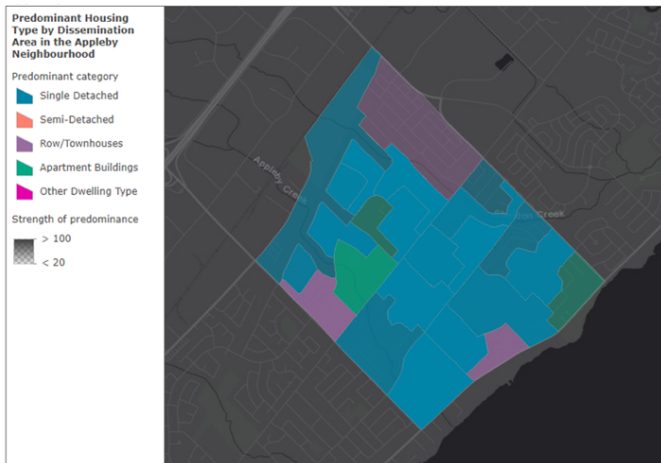 Predominant Housing
Type by Dissemination
Area in the Appleby
Neighbourhood
Predominant category
Single Detached
Semi-Detached
Row/Townhouses
Apartment Buildings
Other Dwelling Type
Strength of predominance
> 100
< 20
Appleby Creek
Creek